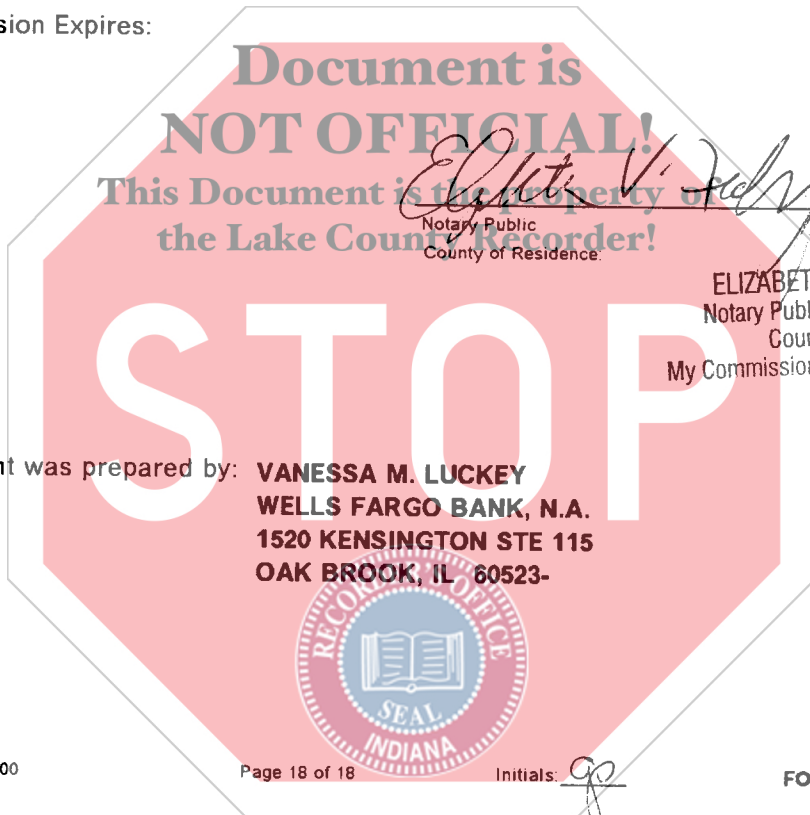 sion Expires:
Document is
NOT OFFICIAL!
This Document is the property of
the Lake County Recorder!
Notary Public
County of Residence:
ELIZABET
Notary Publ
Coun
My Commission
STOP
nt was prepared by: VANESSA M. LUCKEY
WELLS FARGO BANK, N.A.
1520 KENSINGTON STE 115
OAK BROOK, IL 60523-
RECORDER'S OFFICE
SEAL
INDIANA
00
Page 18 of 18
Initials:
FO